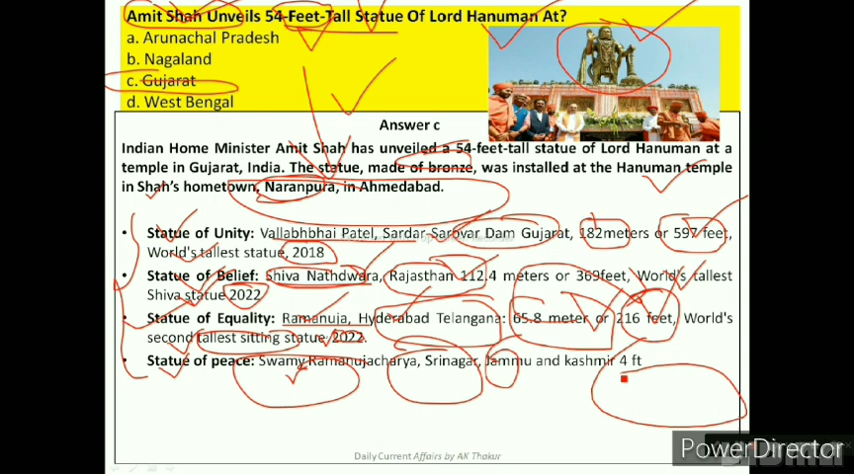 Amit Shah Unveils 54-Feet-Tall Statue Of Lord Hanuman At?
a. Arunachal Pradesh
b. Nagaland
c. Gujarat
d. West Bengal
Answer c
Indian Home Minister Amit Shah has unveiled a 54-feet-tall statue of Lord Hanuman at a
temple in Gujarat, India. The statue, made of bronze, was installed at the Hanuman temple
in Shah's hometown, Naranpura, in Ahmedabad.
• Statue of Unity: Vallabhbhai Patel, Sardar Sarovar Dam Gujarat, 182meters or 597 feet,
World's tallest statue, 2018
• Statue of Belief: Shiva Nathdwara, Rajasthan 112.4 meters or 369feet, World's tallest
Shiva statue 2022
• Statue of Equality: Ramanuja, Hyderabad Telangana: 65.8 meter or 216 feet, World's
second tallest sitting statue 2022.
• Statue of peace: Swamy Ramanujacharya, Srinagar, Jammu and kashmir 4 ft
Daily Current Affairs by AK Thakur
PowerDirector